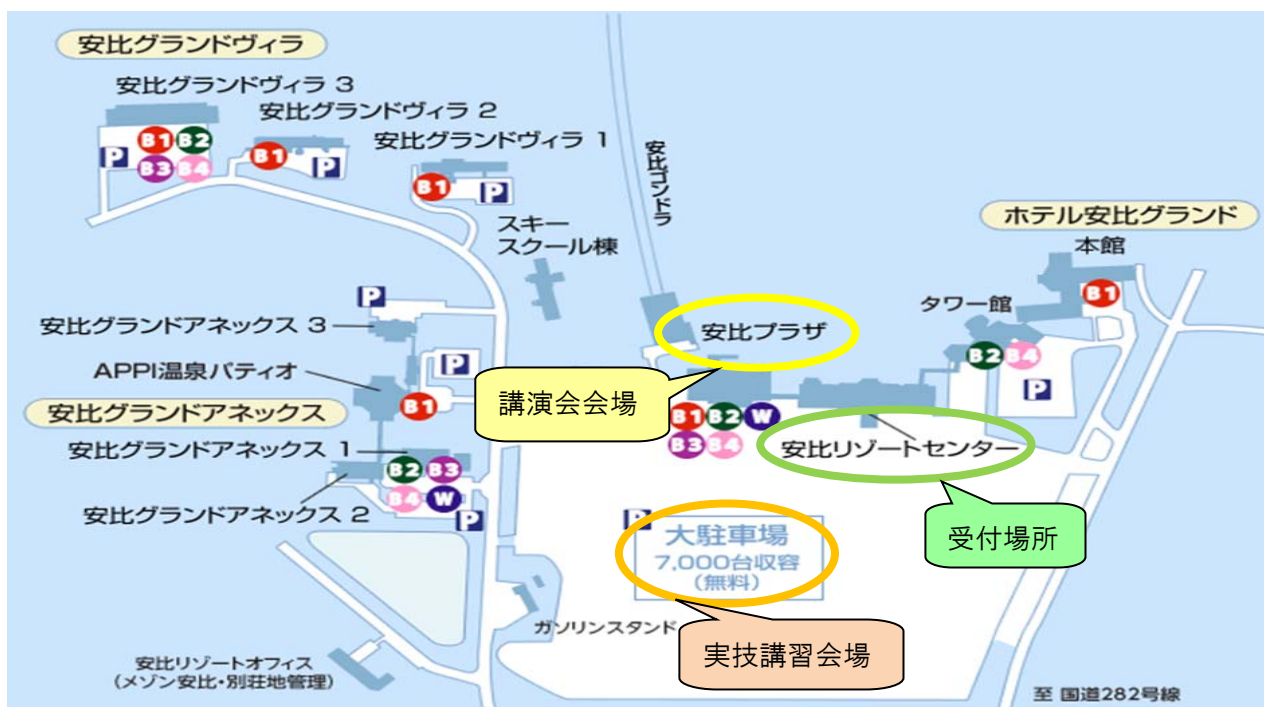 安比グランドヴィラ
安比グランドヴィラ 3
安比グランドヴィラ 2
安比グランドヴィラ 1
B1 B2
B3 B4
P
B1
P
B1
P
安比ゴンドラ
スキー
スクール棟
ホテル安比グランド
本館
B1
タワー館
B2 B4
P
安比プラザ
講演会会場
B1 B2 W
B3 B4
安比リゾートセンター
受付場所
P
安比グランドアネックス 3
APPI温泉パティオ
P
B1
安比グランドアネックス
安比グランドアネックス 1
B2 B3
B4 W
安比グランドアネックス 2
P
P
大駐車場
7,000台収容
(無料)
実技講習会場
ガソリンスタンド
安比リゾートオフィス
(メゾン安比・別荘地管理)
至 国道282号線